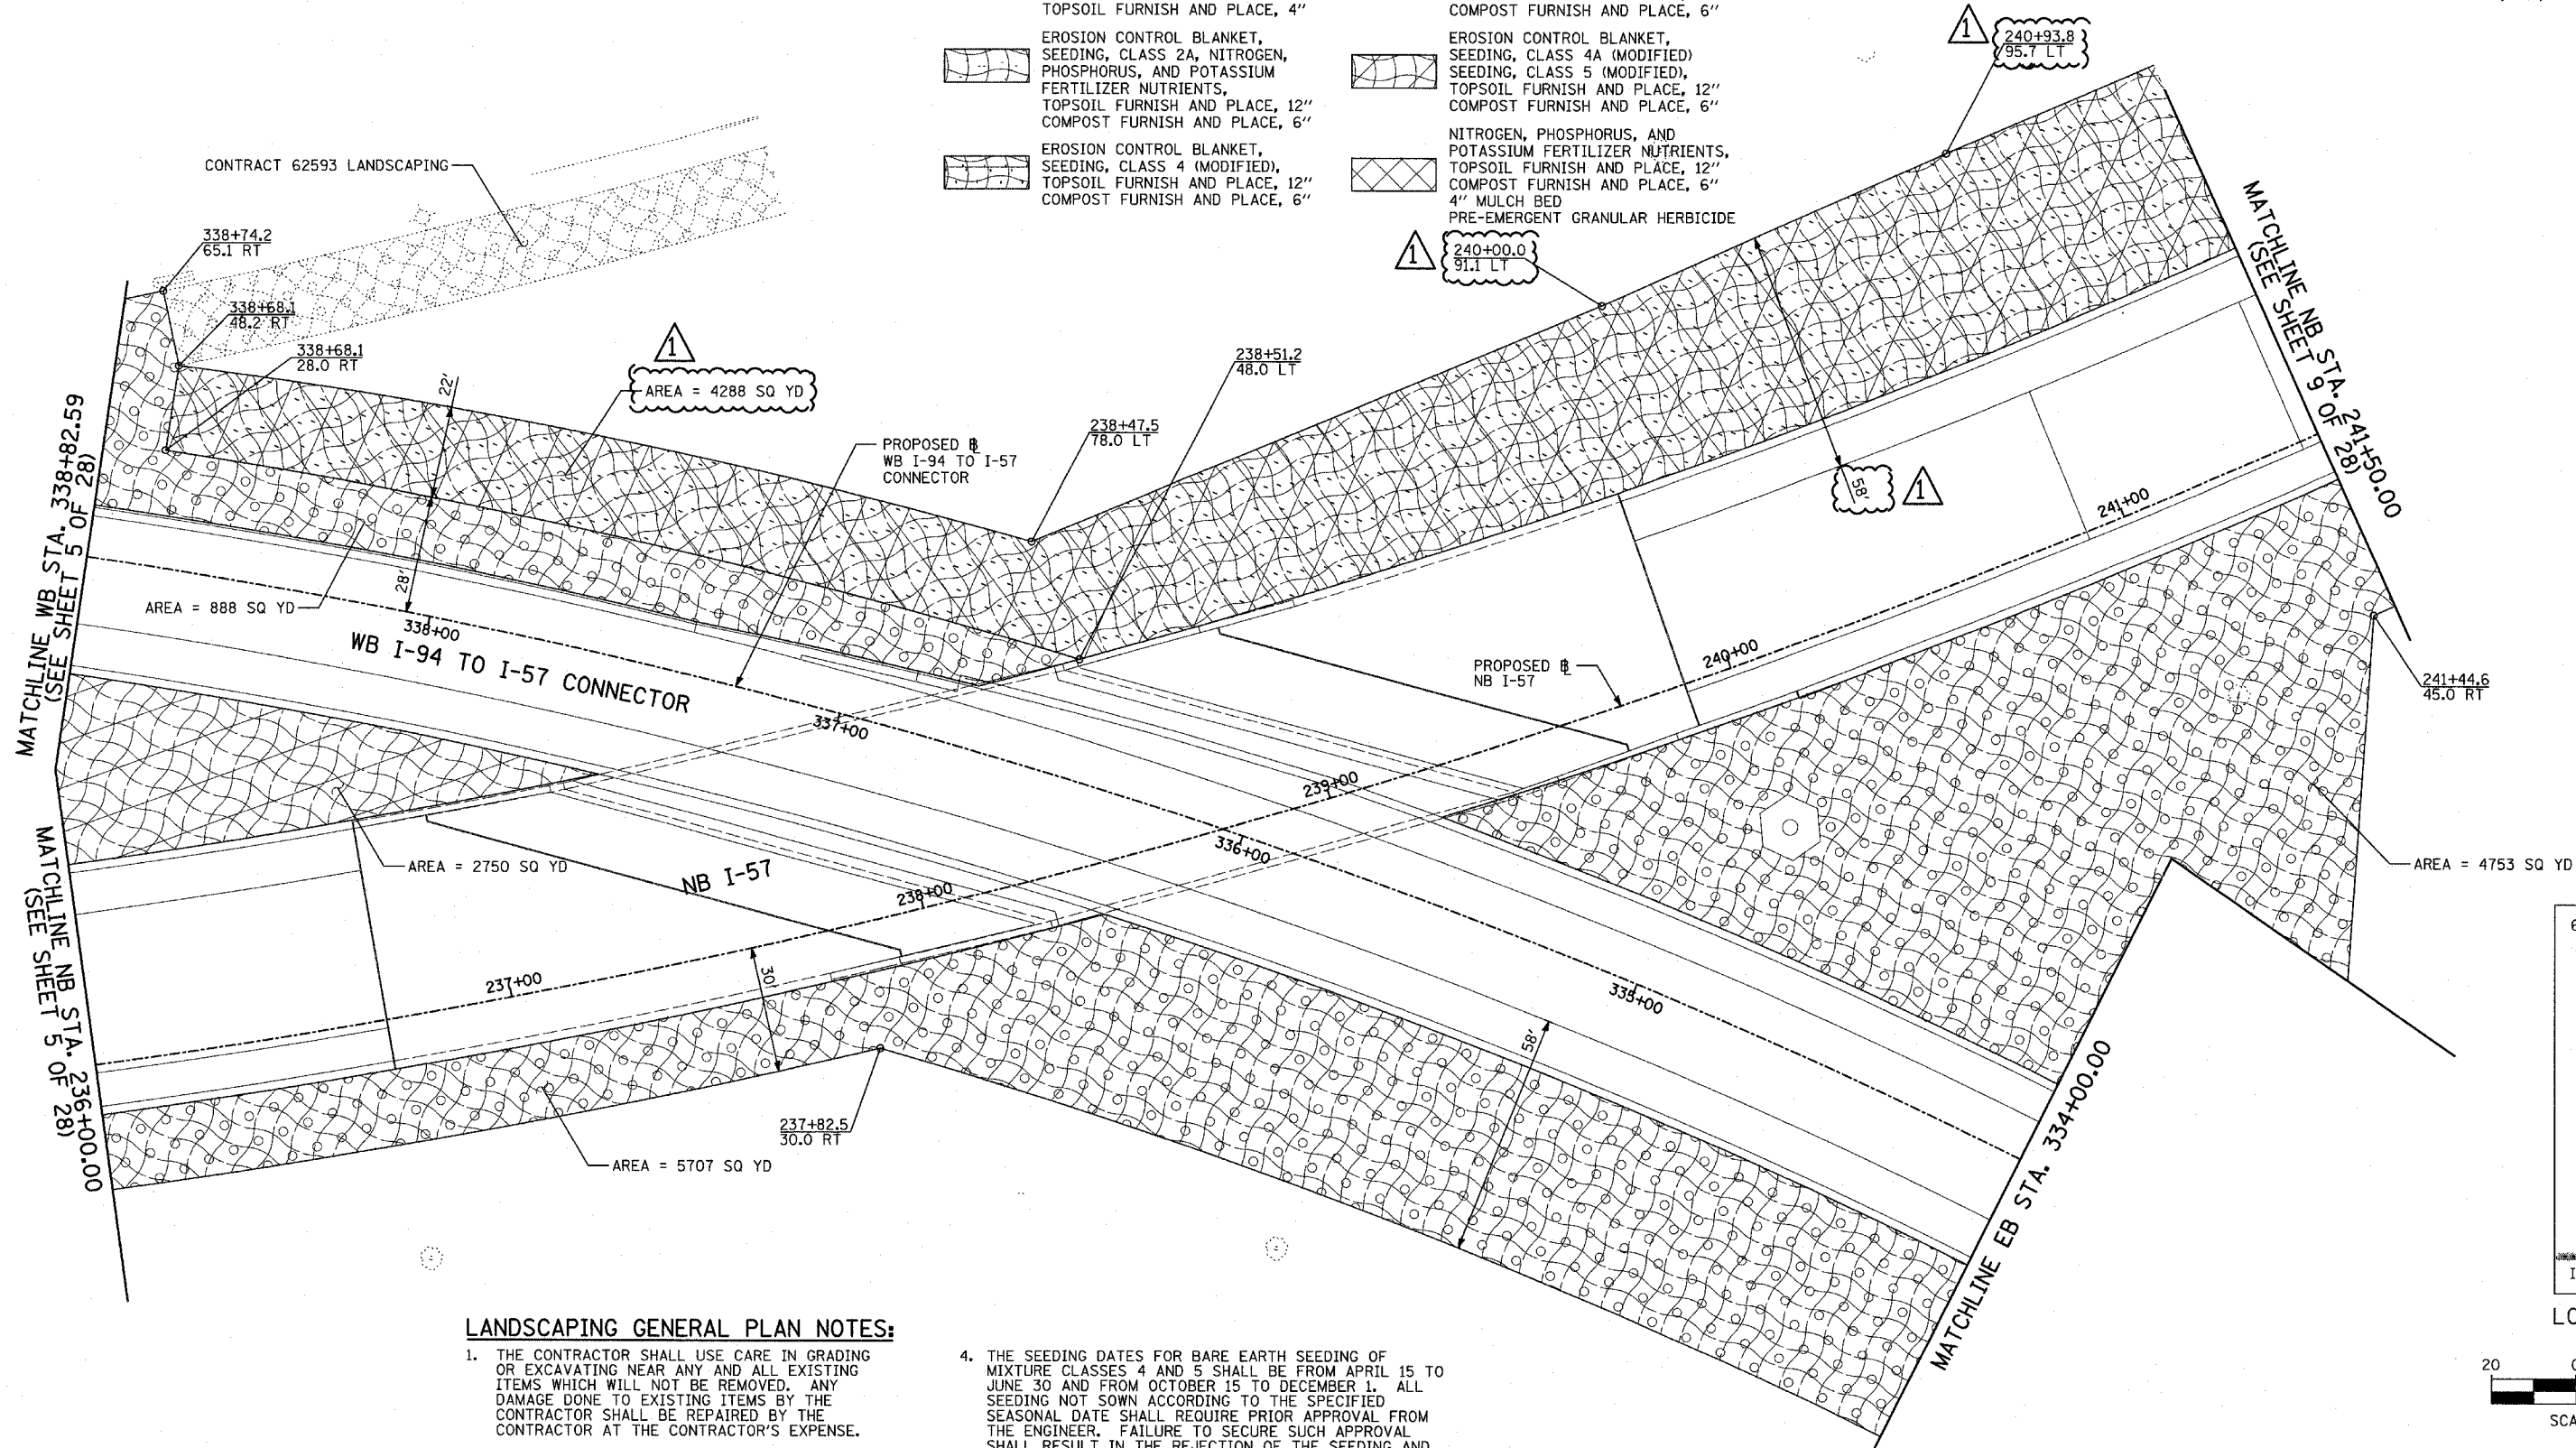 TOPSOIL FURNISH AND PLACE, 4"
EROSION CONTROL BLANKET,
SEEDING, CLASS 2A, NITROGEN,
PHOSPHORUS, AND POTASSIUM
FERTILIZER NUTRIENTS,
TOPSOIL FURNISH AND PLACE, 12"
COMPOST FURNISH AND PLACE, 6"
EROSION CONTROL BLANKET,
SEEDING, CLASS 4 (MODIFIED),
TOPSOIL FURNISH AND PLACE, 12"
COMPOST FURNISH AND PLACE, 6"
COMPOST FURNISH AND PLACE, 6"
EROSION CONTROL BLANKET,
SEEDING, CLASS 4A (MODIFIED)
SEEDING, CLASS 5 (MODIFIED),
TOPSOIL FURNISH AND PLACE, 12"
COMPOST FURNISH AND PLACE, 6"
NITROGEN, PHOSPHORUS, AND
POTASSIUM FERTILIZER NUTRIENTS,
TOPSOIL FURNISH AND PLACE, 12"
COMPOST FURNISH AND PLACE, 6"
4" MULCH BED
PRE-EMERGENT GRANULAR HERBICIDE
1
240+93.8
95.7 LT
1
240+00.0
91.1 LT
CONTRACT 62593 LANDSCAPING
338+74.2
65.1 RT
338+68.1
48.2 RT
338+68.1
28.0 RT
1
AREA = 4288 SQ YD
22'
28'
238+51.2
48.0 LT
238+47.5
78.0 LT
PROPOSED ℄
WB I-94 TO I-57
CONNECTOR
MATCHLINE NB STA. 241+50.00
(SEE SHEET 9 OF 28)
58'
1
241+00
MATCHLINE WB STA. 338+82.59
(SEE SHEET 5 OF 28)
AREA = 888 SQ YD
338+00
WB I-94 TO I-57 CONNECTOR
337+00
240+00
PROPOSED ℄
NB I-57
241+44.6
45.0 RT
239+00
336+00
AREA = 2750 SQ YD
NB I-57
238+00
AREA = 4753 SQ YD
MATCHLINE NB STA. 236+00.00
(SEE SHEET 5 OF 28)
237+00
30'
335+00
58'
237+82.5
30.0 RT
AREA = 5707 SQ YD
MATCHLINE EB STA. 334+00.00
LANDSCAPING GENERAL PLAN NOTES:
1. THE CONTRACTOR SHALL USE CARE IN GRADING
OR EXCAVATING NEAR ANY AND ALL EXISTING
ITEMS WHICH WILL NOT BE REMOVED. ANY
DAMAGE DONE TO EXISTING ITEMS BY THE
CONTRACTOR SHALL BE REPAIRED BY THE
CONTRACTOR AT THE CONTRACTOR'S EXPENSE.
4. THE SEEDING DATES FOR BARE EARTH SEEDING OF
MIXTURE CLASSES 4 AND 5 SHALL BE FROM APRIL 15 TO
JUNE 30 AND FROM OCTOBER 15 TO DECEMBER 1. ALL
SEEDING NOT SOWN ACCORDING TO THE SPECIFIED
SEASONAL DATE SHALL REQUIRE PRIOR APPROVAL FROM
THE ENGINEER. FAILURE TO SECURE SUCH APPROVAL
SHALL RESULT IN THE REJECTION OF THE SEEDING AND
20